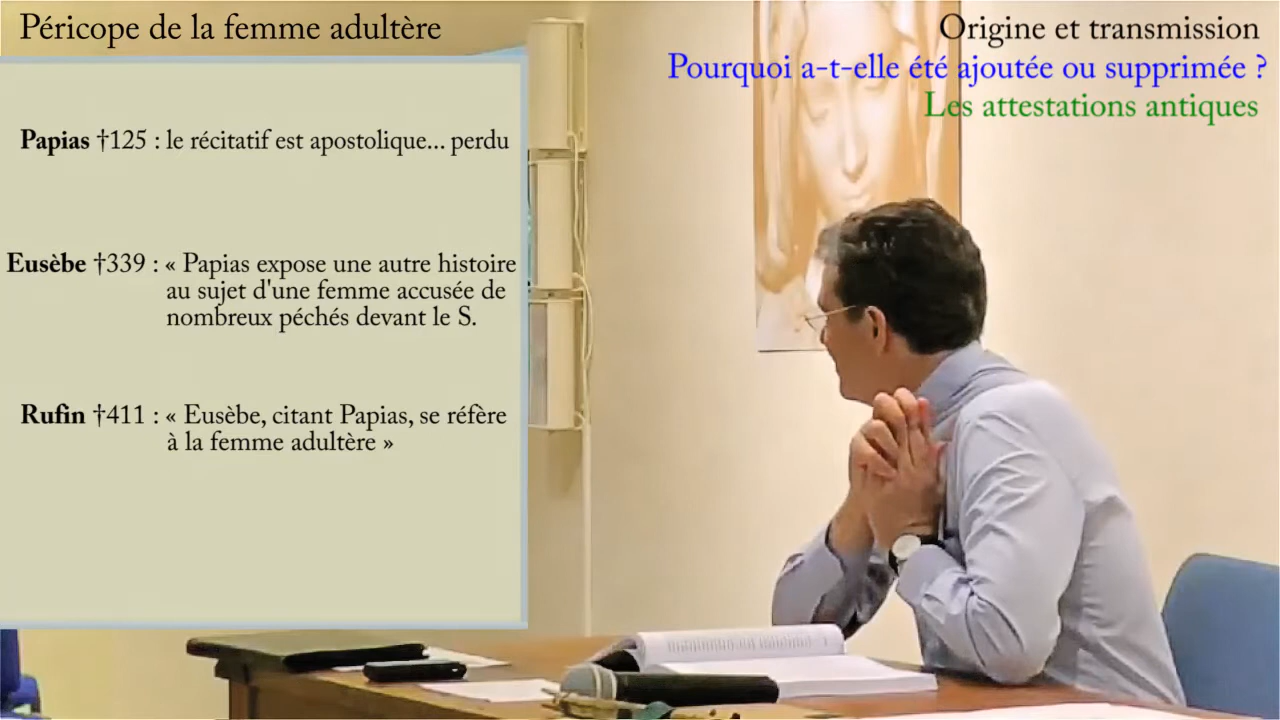 Péricope de la femme adultère
Origine et transmission
Pourquoi a-t-elle été ajoutée ou supprimée ?
Les attestations antiques
Papias †125 : le récitatif est apostolique... perdu
Eusèbe †339 : « Papias expose une autre histoire
au sujet d'une femme accusée de
nombreux péchés devant le S.
Rufin †411 : « Eusèbe, citant Papias, se réfère
à la femme adultère »